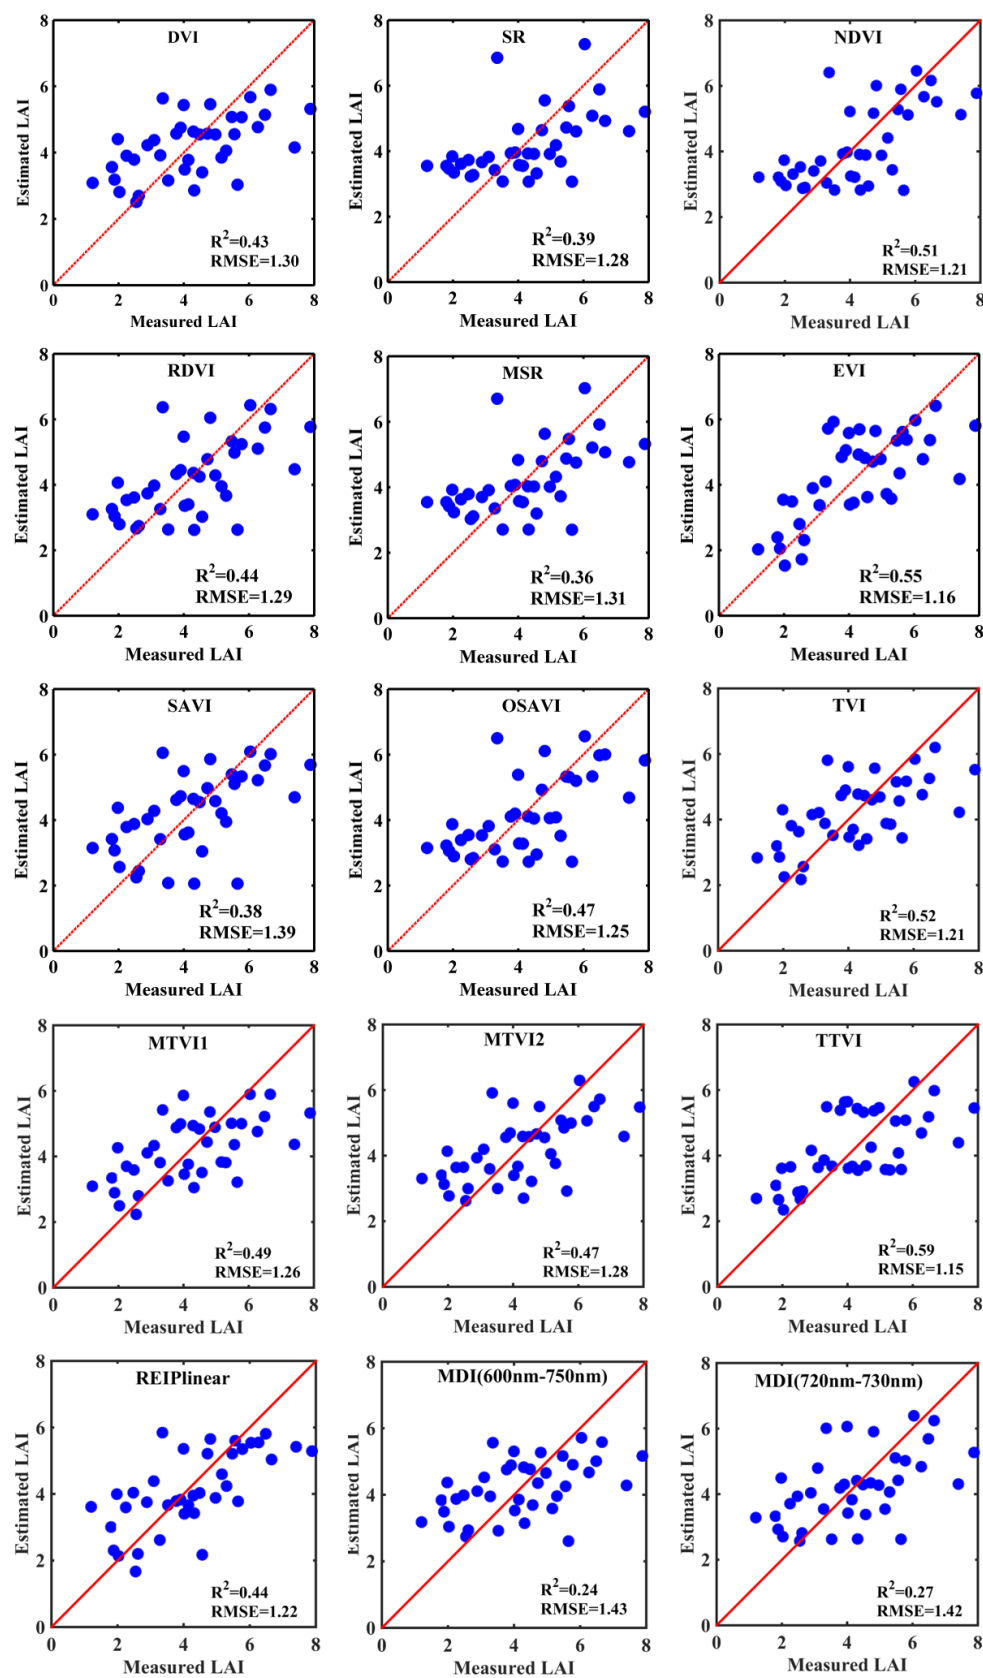 DVI
Estimated LAI
8
6
4
2
0
R²=0.43
RMSE=1.30
0 2 4 6 8
Measured LAI
SR
Estimated LAI
8
6
4
2
0
R²=0.39
RMSE=1.28
0 2 4 6 8
Measured LAI
NDVI
Estimated LAI
8
6
4
2
0
R²=0.51
RMSE=1.21
0 2 4 6 8
Measured LAI
RDVI
Estimated LAI
8
6
4
2
0
R²=0.44
RMSE=1.29
0 2 4 6 8
Measured LAI
MSR
Estimated LAI
8
6
4
2
0
R²=0.36
RMSE=1.31
0 2 4 6 8
Measured LAI
EVI
Estimated LAI
8
6
4
2
0
R²=0.55
RMSE=1.16
0 2 4 6 8
Measured LAI
SAVI
Estimated LAI
8
6
4
2
0
R²=0.38
RMSE=1.39
0 2 4 6 8
Measured LAI
OSAVI
Estimated LAI
8
6
4
2
0
R²=0.47
RMSE=1.25
0 2 4 6 8
Measured LAI
TVI
Estimated LAI
8
6
4
2
0
R²=0.52
RMSE=1.21
0 2 4 6 8
Measured LAI
MTVI1
Estimated LAI
8
6
4
2
0
R²=0.49
RMSE=1.26
0 2 4 6 8
Measured LAI
MTVI2
Estimated LAI
8
6
4
2
0
R²=0.47
RMSE=1.28
0 2 4 6 8
Measured LAI
TTVI
Estimated LAI
8
6
4
2
0
R²=0.59
RMSE=1.15
0 2 4 6 8
Measured LAI
REIPlinear
Estimated LAI
8
6
4
2
0
R²=0.44
RMSE=1.22
0 2 4 6 8
Measured LAI
MDI(600nm-750nm)
Estimated LAI
8
6
4
2
0
R²=0.24
RMSE=1.43
0 2 4 6 8
Measured LAI
MDI(720nm-730nm)
Estimated LAI
8
6
4
2
0
R²=0.27
RMSE=1.42
0 2 4 6 8
Measured LAI